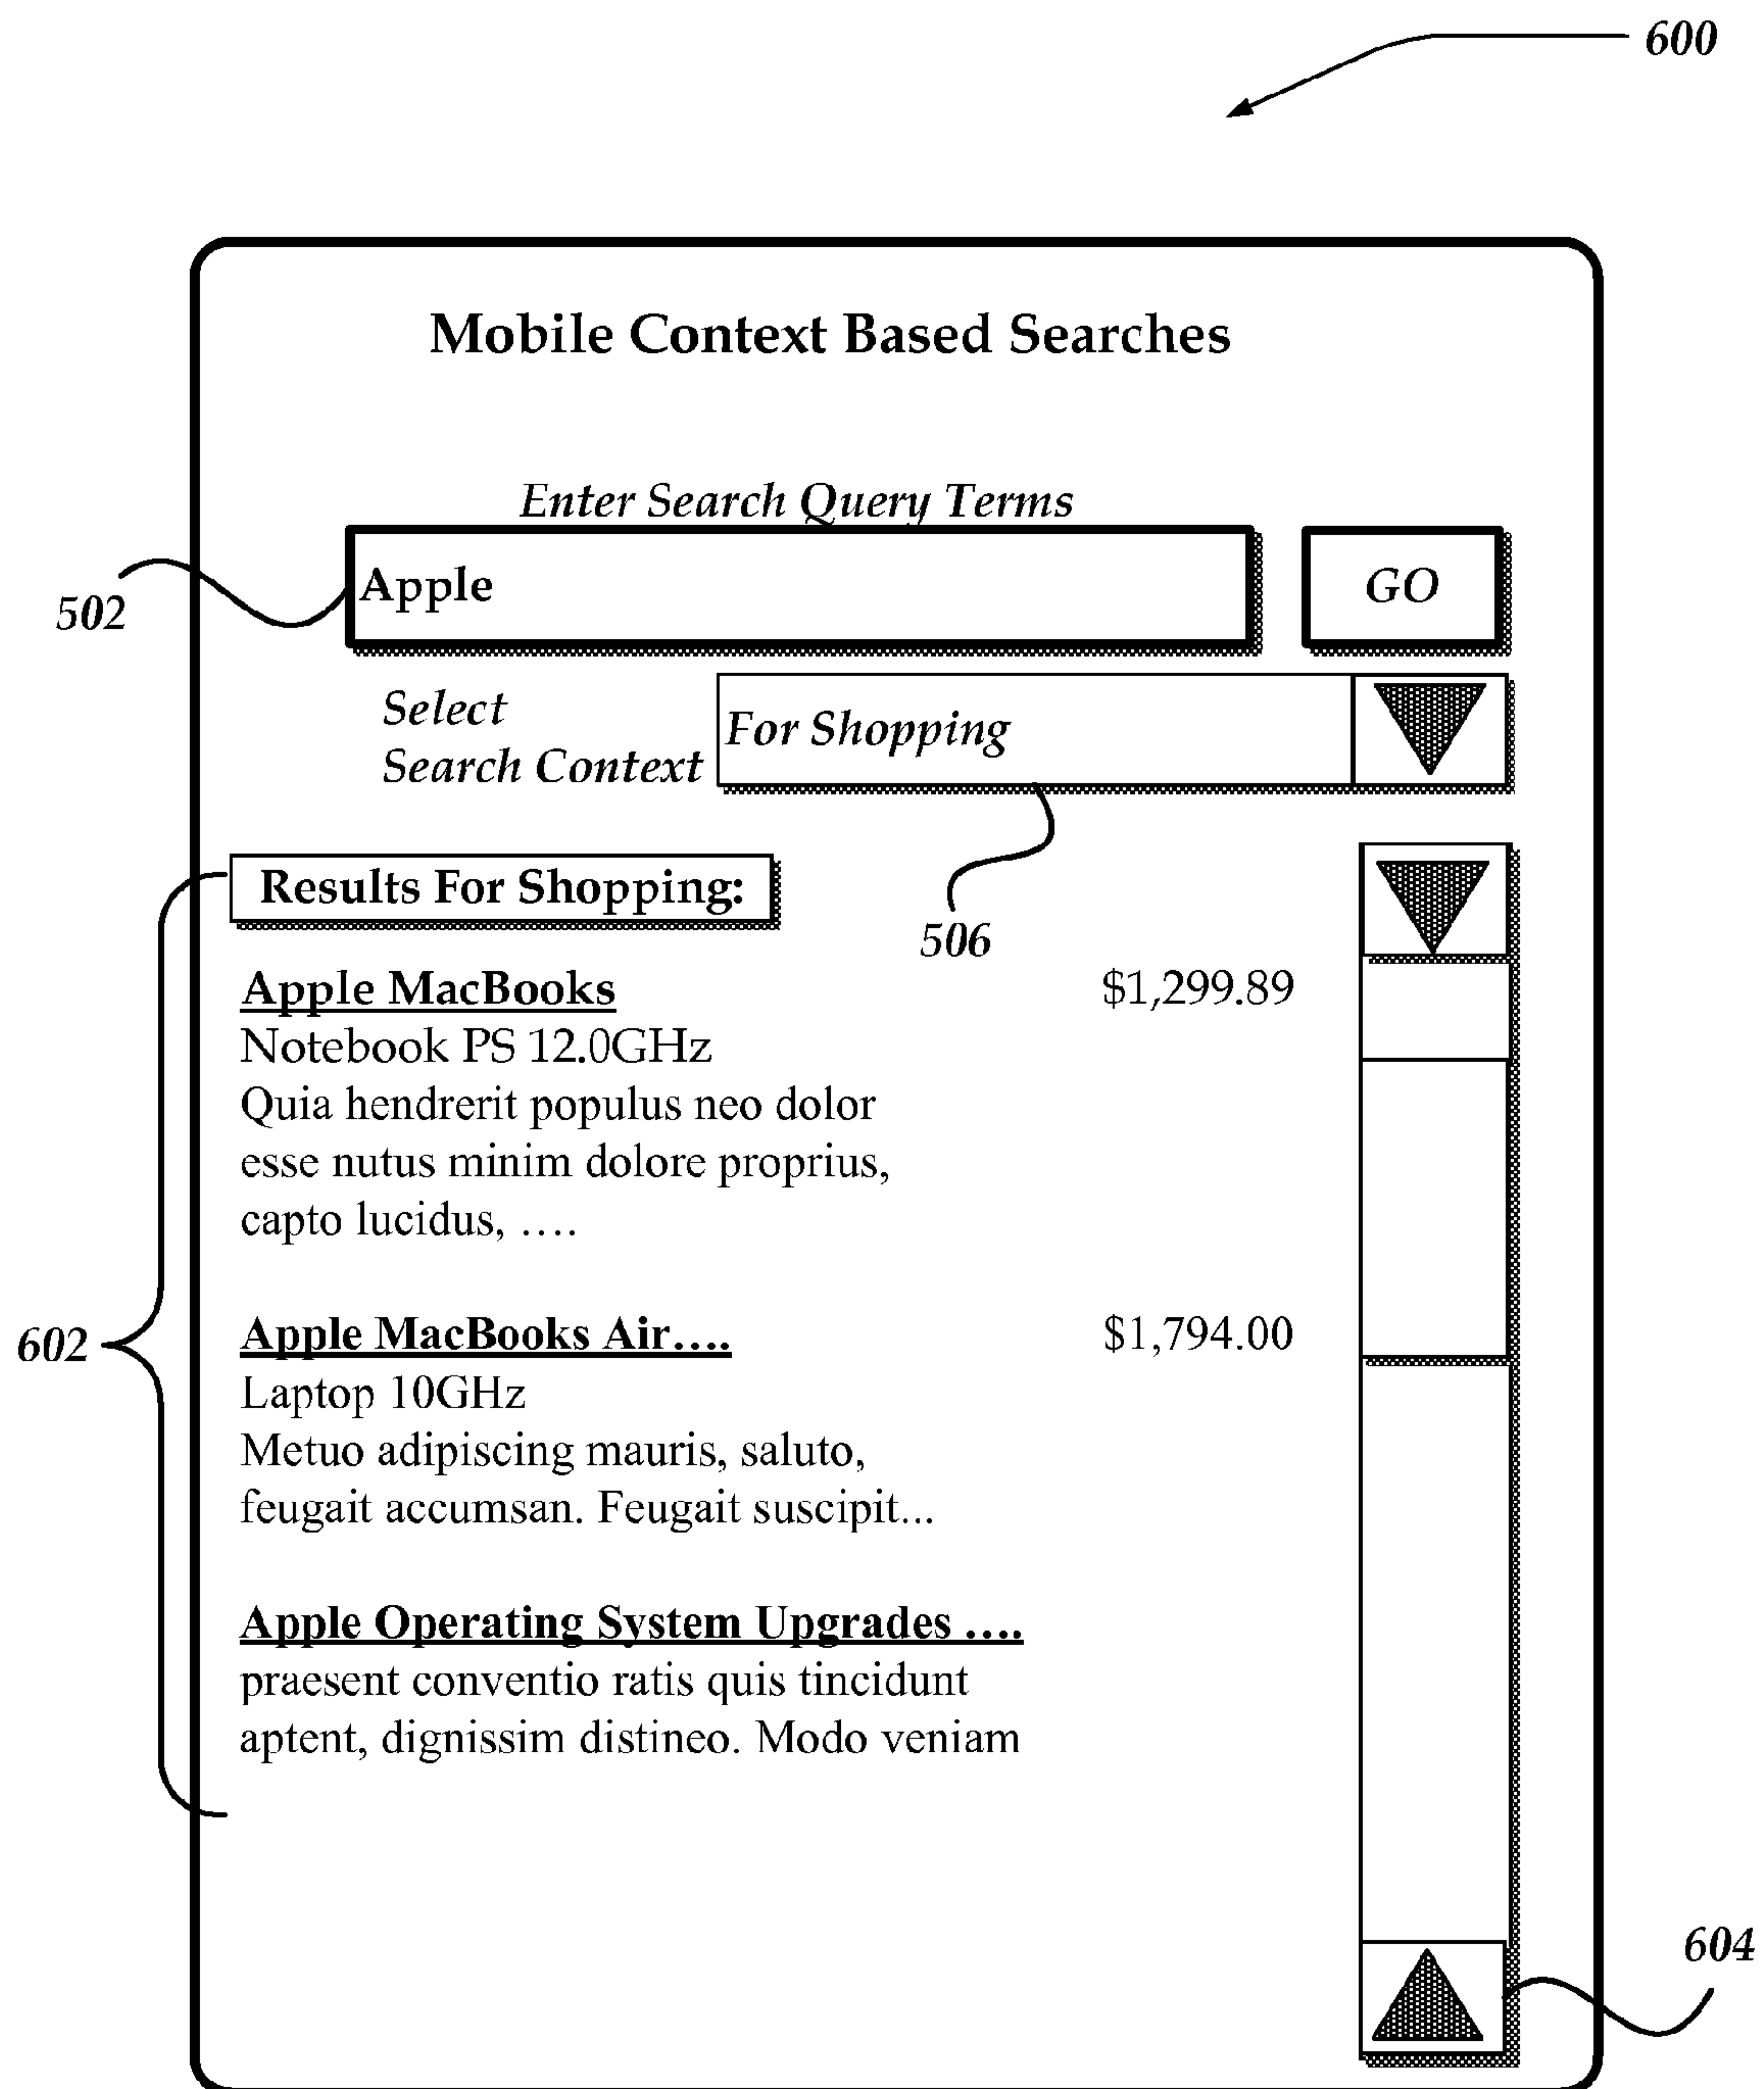 600
Mobile Context Based Searches
Enter Search Query Terms
Apple
GO
502
Select
Search Context
For Shopping
506
Results For Shopping:
Apple MacBooks $1,299.89
Notebook PS 12.0GHz
Quia hendrerit populus neo dolor
esse nutus minim dolore proprius,
capto lucidus, ....
602
Apple MacBooks Air.... $1,794.00
Laptop 10GHz
Metuo adipiscing mauris, saluto,
feugait accumsan. Feugait suscipit...
Apple Operating System Upgrades ....
praesent conventio ratis quis tincidunt
aptent, dignissim distineo. Modo veniam
604